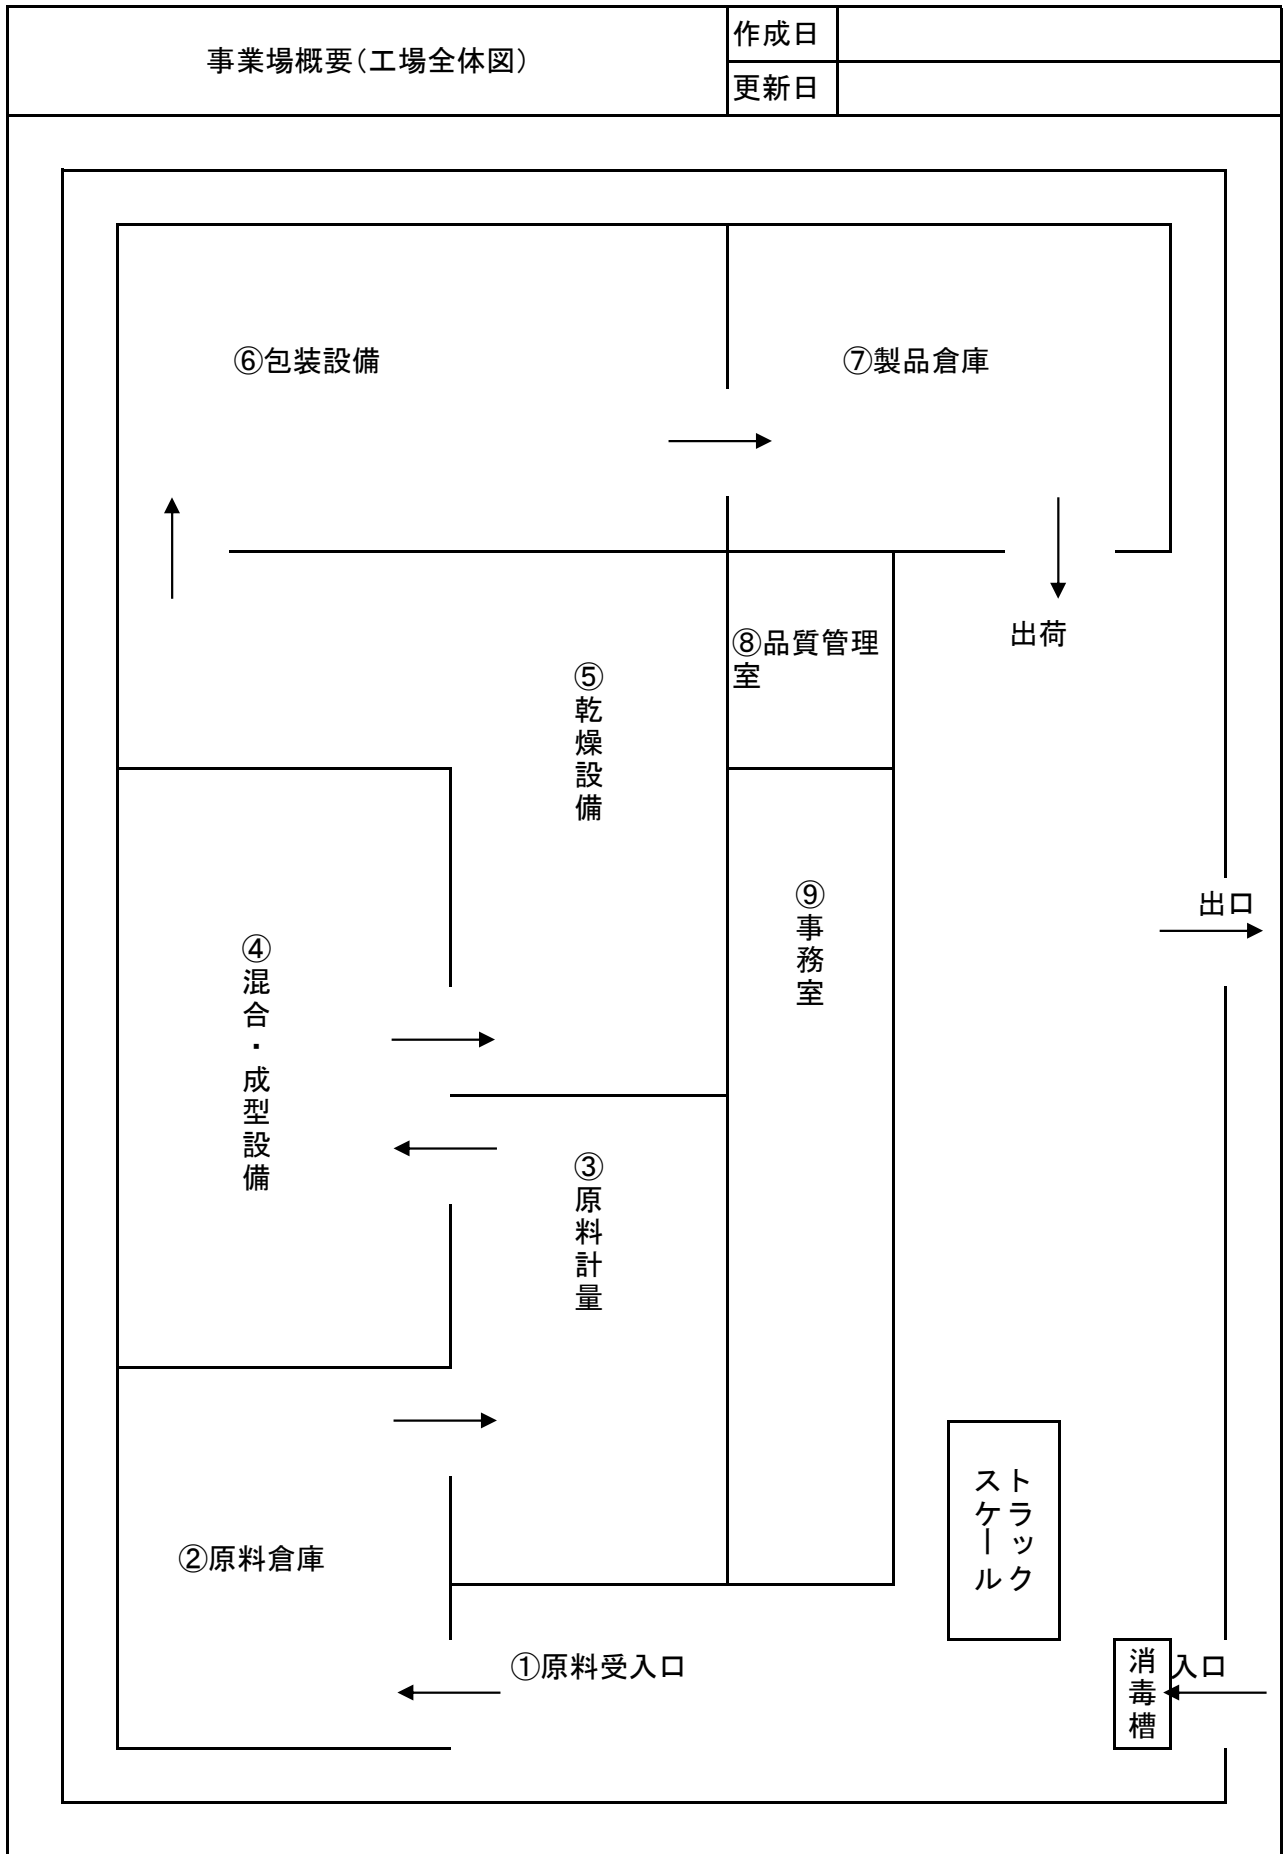 事業場概要(工場全体図)
作成日
更新日
⑥包装設備
⑦製品倉庫
出荷
⑧品質管理
室
⑤乾燥設備
⑨事務室
出口
④混合・成型設備
③原料計量
トラック
スケール
②原料倉庫
①原料受入口
消毒槽
入口